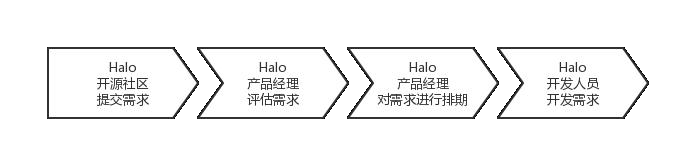 Halo
开源社区
提交需求
Halo
产品经理
评估需求
Halo
产品经理
对需求进行排期
Halo
开发人员
开发需求